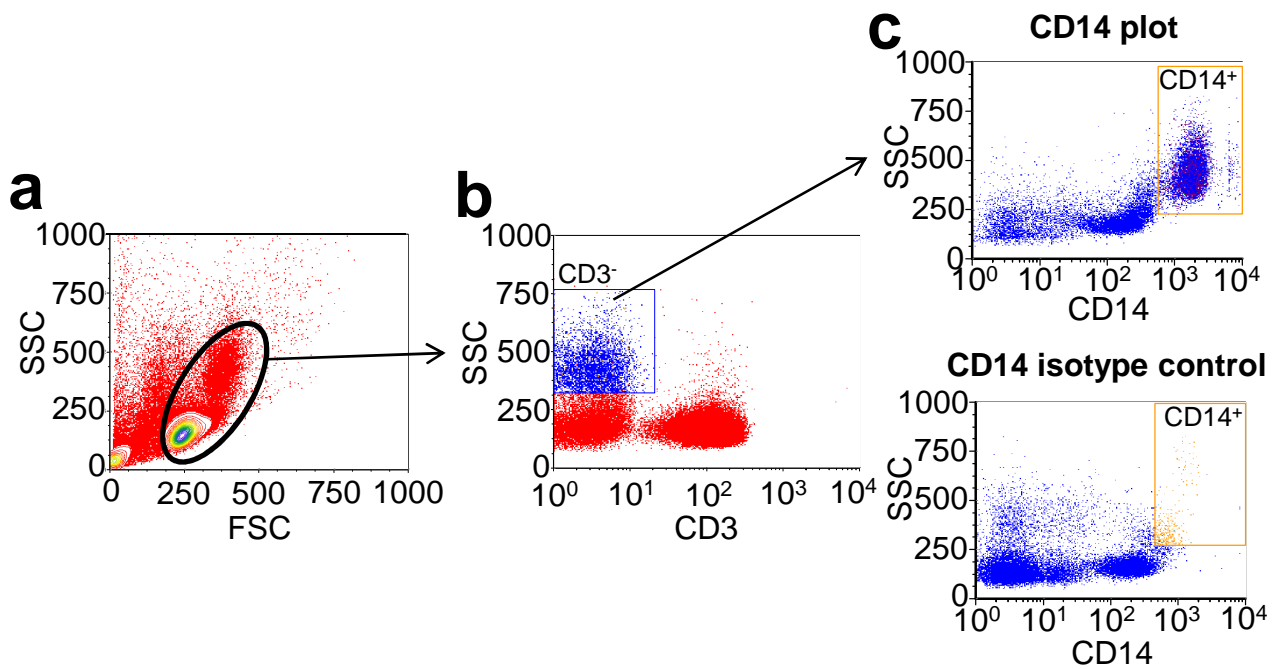 a
1000
750
500
250
0
SSC
0 250 500 750 1000
FSC
b
1000
750
500
250
0
SSC
CD3-
10⁰ 10¹ 10² 10³ 10⁴
CD3
c
CD14 plot
1000
750
500
250
0
SSC
CD14⁺
10⁰ 10¹ 10² 10³ 10⁴
CD14
CD14 isotype control
1000
750
500
250
0
SSC
CD14⁺
10⁰ 10¹ 10² 10³ 10⁴
CD14